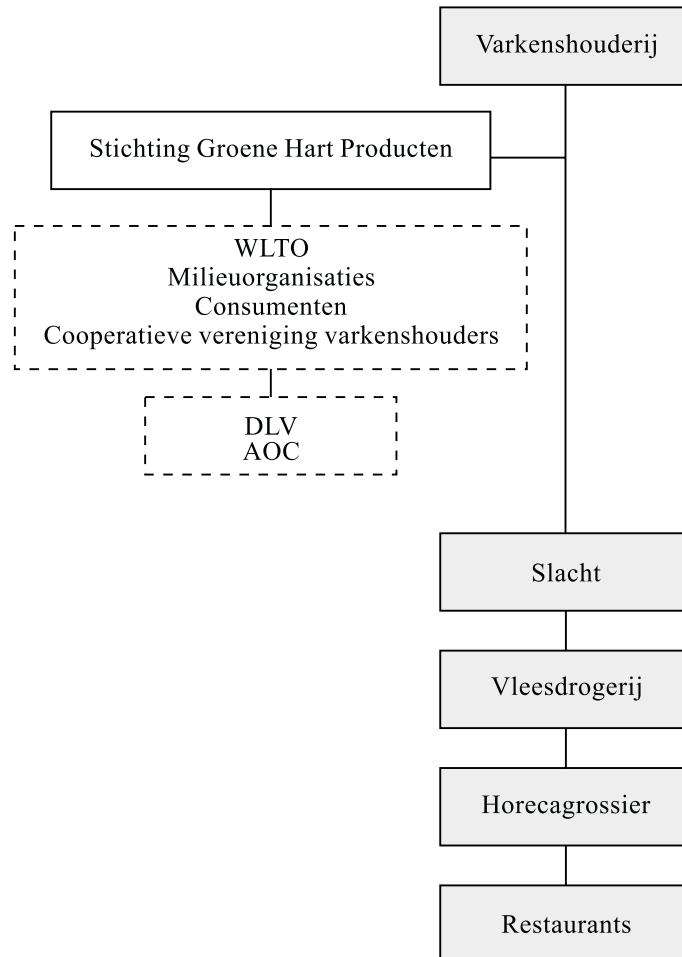 Varkenshouderij
Stichting Groene Hart Producten
WLTO
Milieuorganisaties
Consumenten
Cooperatieve vereniging varkenshouders
DLV
AOC
Slacht
Vleesdrogerij
Horecagrossier
Restaurants